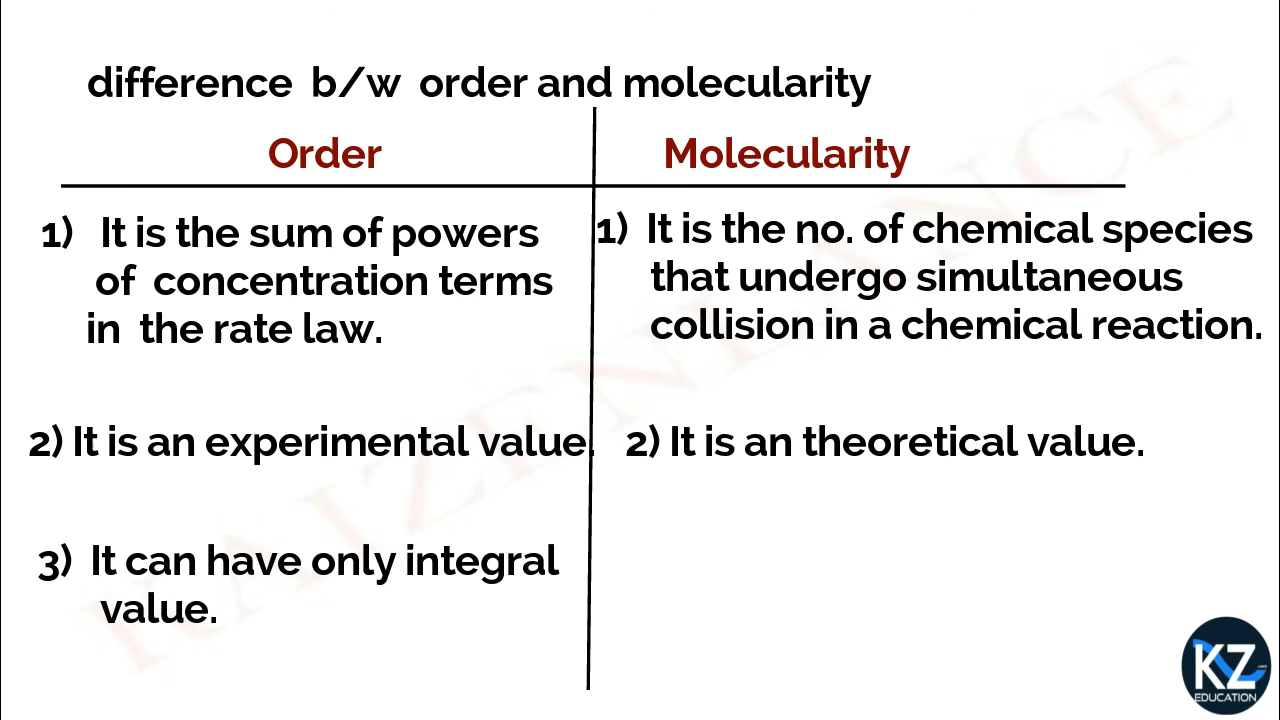 difference b/w order and molecularity
Order
Molecularity
1) It is the sum of powers
of concentration terms
in the rate law.
1) It is the no. of chemical species
that undergo simultaneous
collision in a chemical reaction.
2) It is an experimental value.
2) It is an theoretical value.
3) It can have only integral
value.
KAIZEN LANCE
KZ
EDUCATION